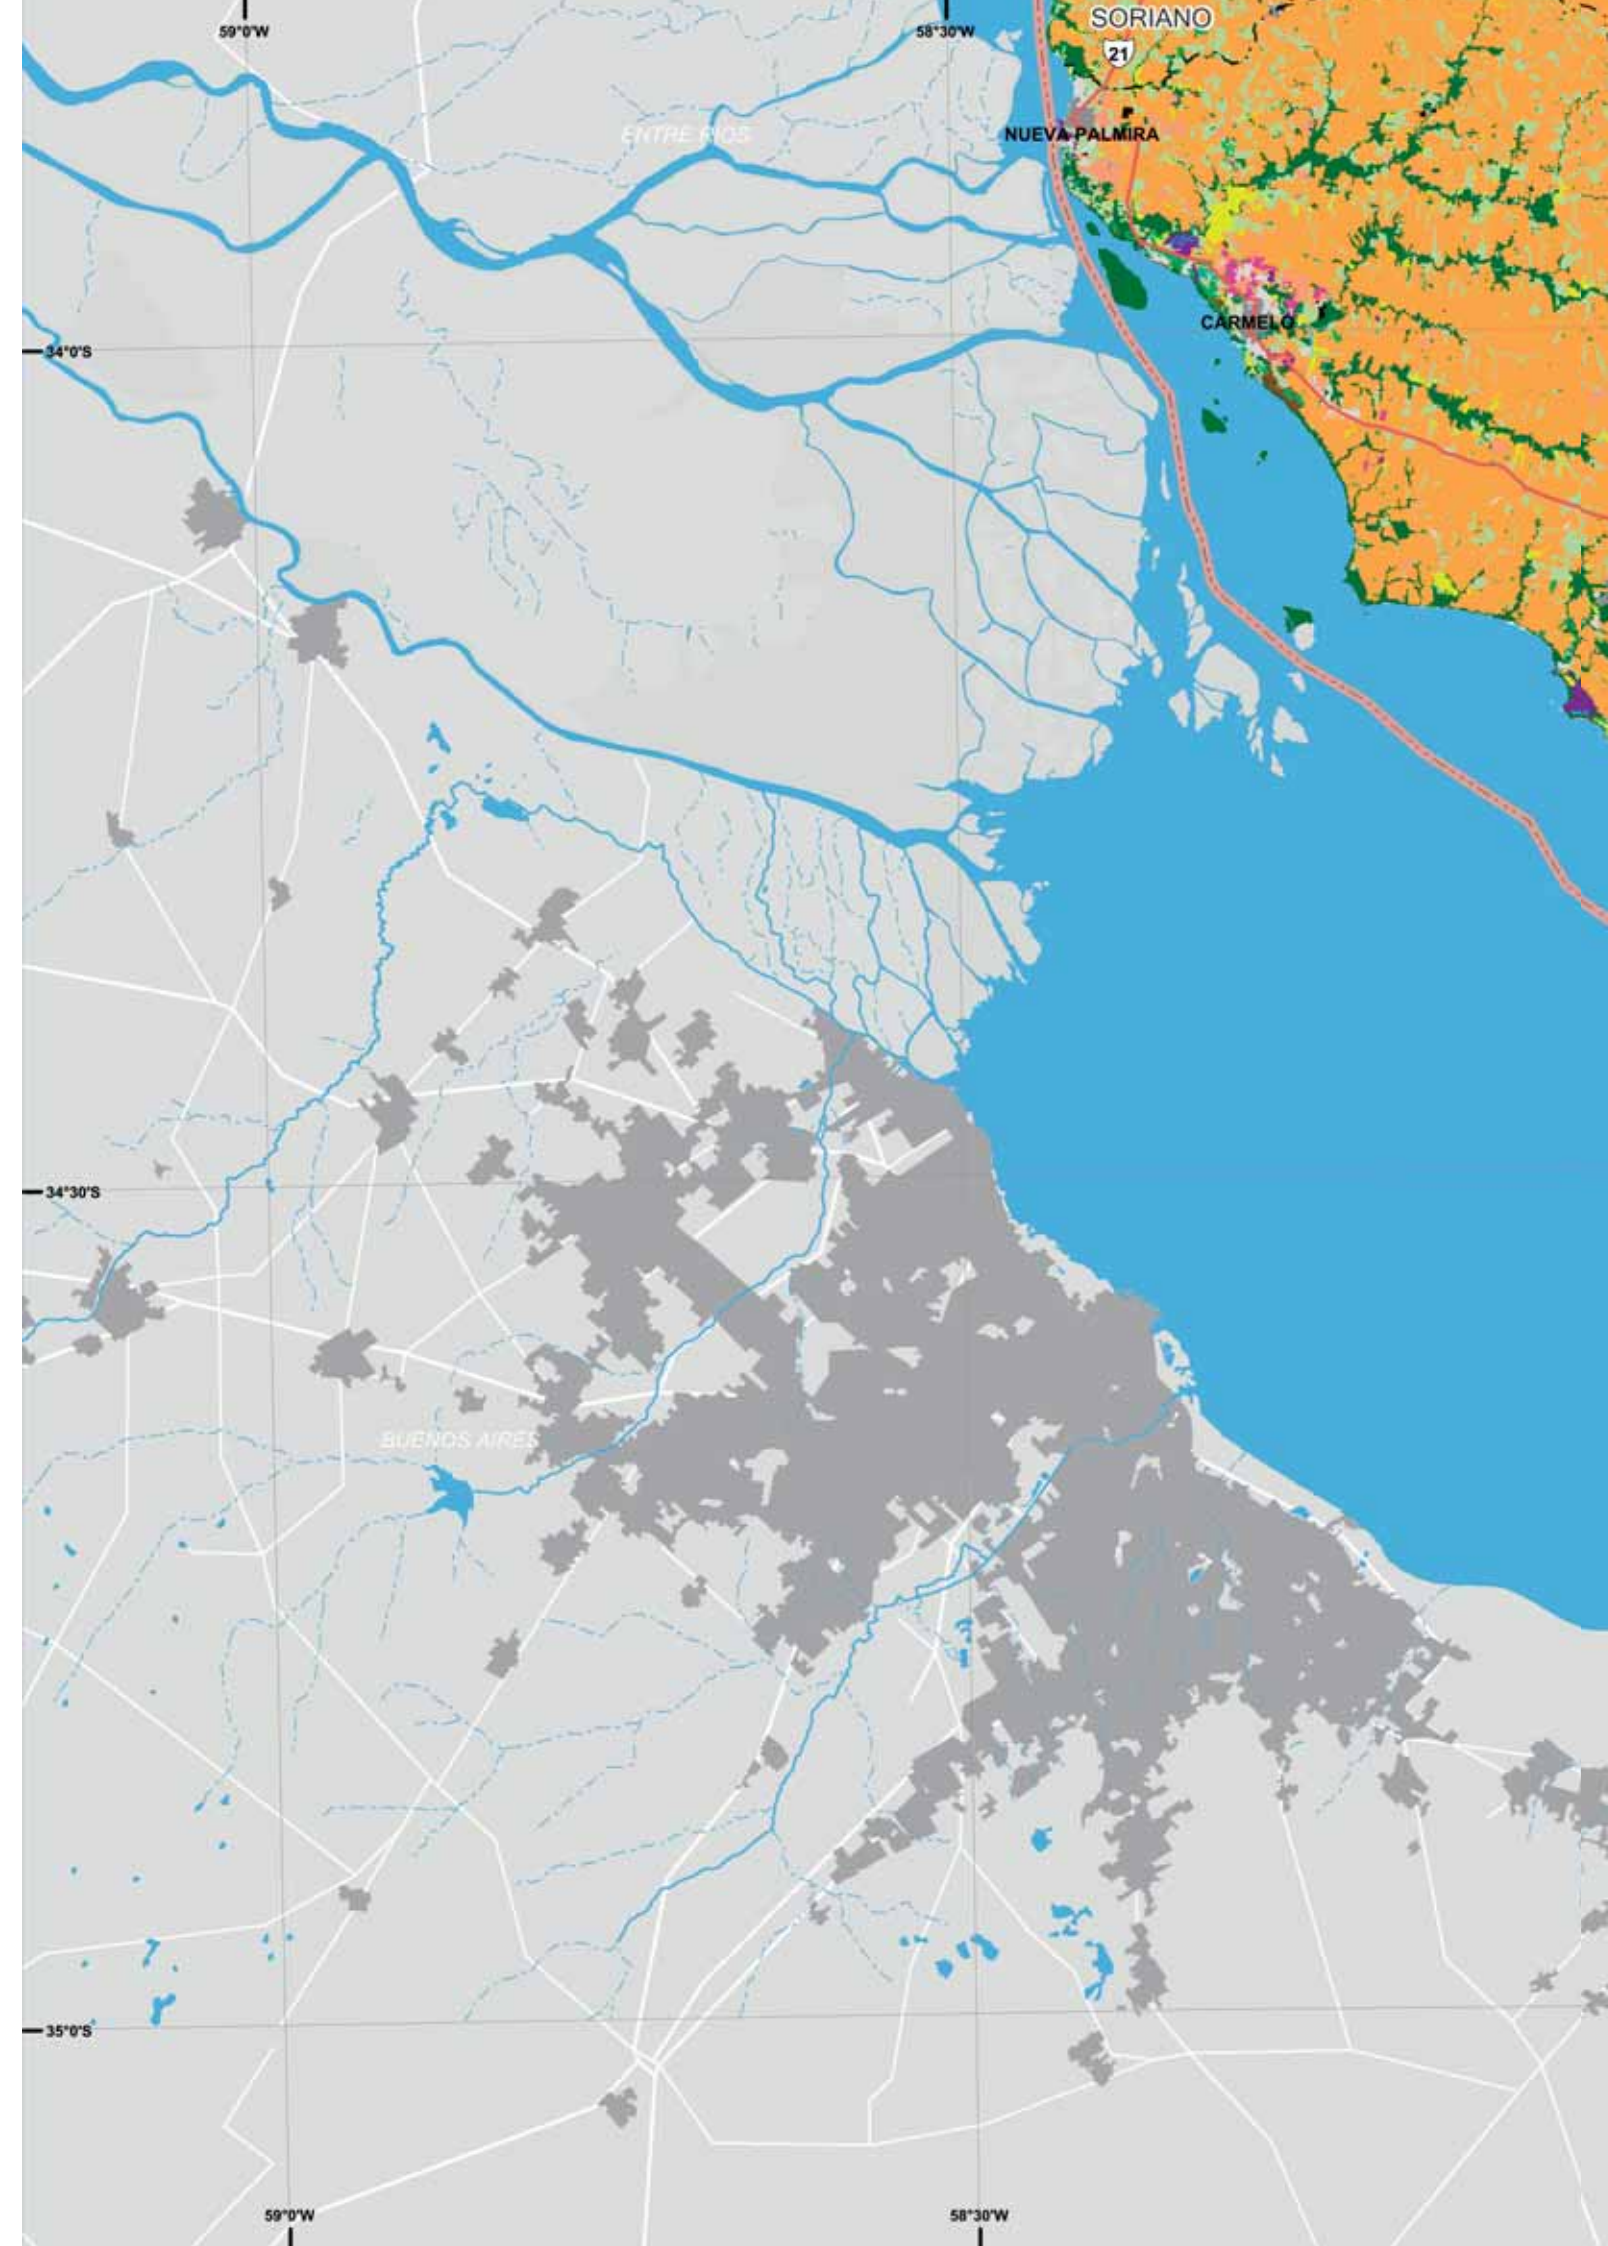 59°0'W
58°30'W
SORIANO
21
ENTRE RIOS
NUEVA PALMIRA
CARMELO
34°0'S
34°30'S
BUENOS AIRES
35°0'S
59°0'W
58°30'W